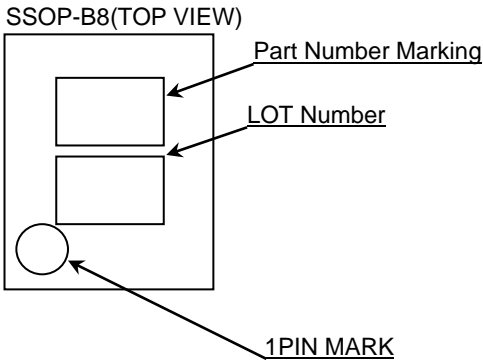 SSOP-B8(TOP VIEW)
Part Number Marking
LOT Number
1PIN MARK